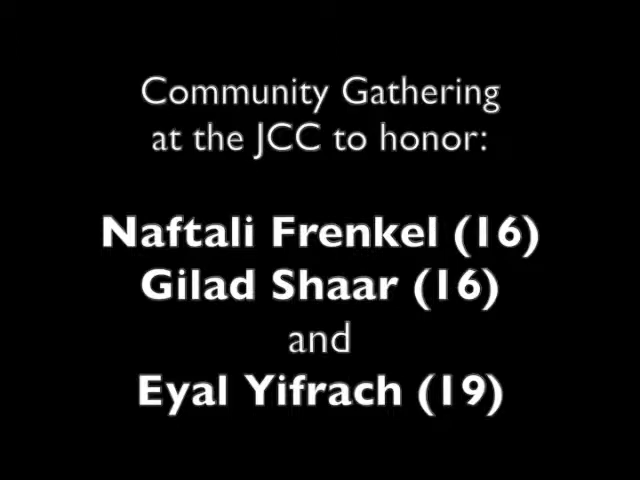 Community Gathering
at the JCC to honor:
Naftali Frenkel (16)
Gilad Shaar (16)
and
Eyal Yifrach (19)